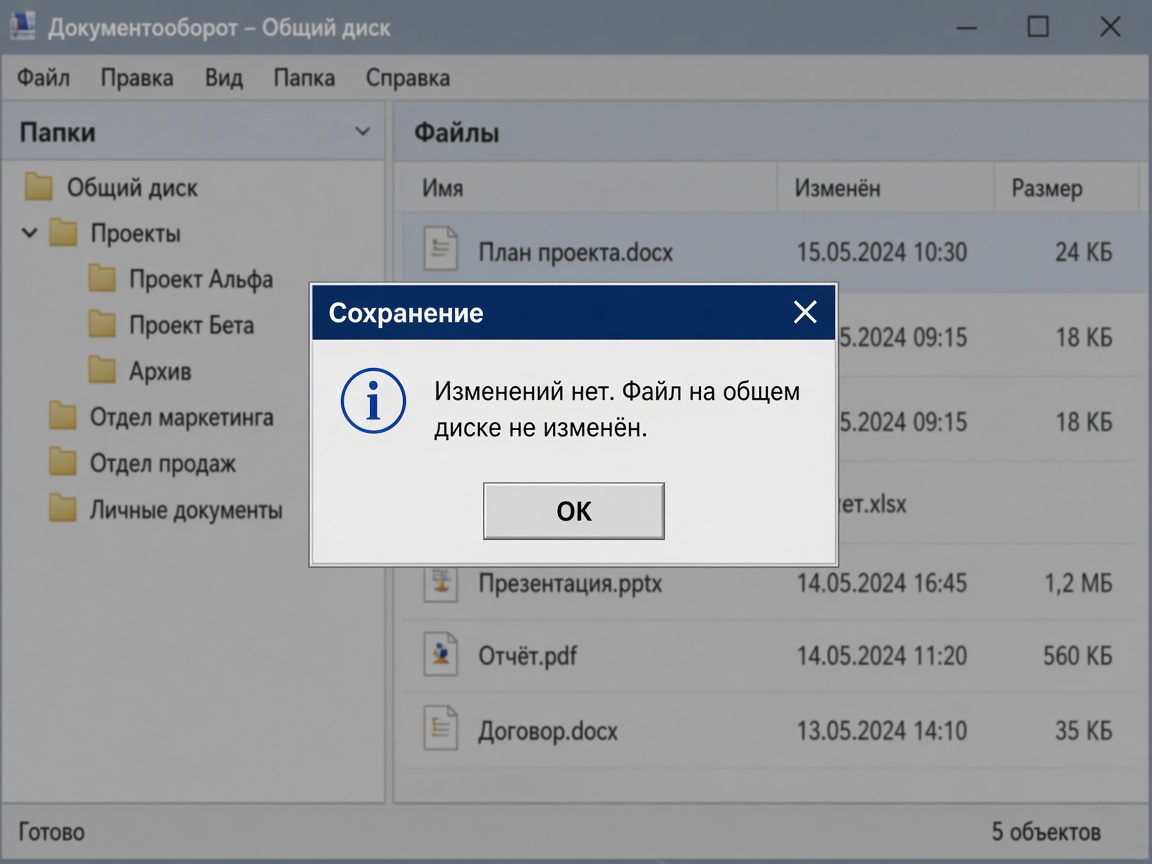 Документооборот – Общий диск
Файл Правка Вид Папка Справка
Папки
Файлы
Общий диск
Проекты
Проект Альфа
Проект Бета
Архив
Отдел маркетинга
Отдел продаж
Личные документы
Имя Изменён Размер
План проекта.docx 15.05.2024 10:30 24 КБ
5.2024 09:15 18 КБ
5.2024 09:15 18 КБ
ет.xlsx
Презентация.pptx 14.05.2024 16:45 1,2 МБ
Отчёт.pdf 14.05.2024 11:20 560 КБ
Договор.docx 13.05.2024 14:10 35 КБ
Сохранение
Изменений нет. Файл на общем
диске не изменён.
ОК
Готово 5 объектов